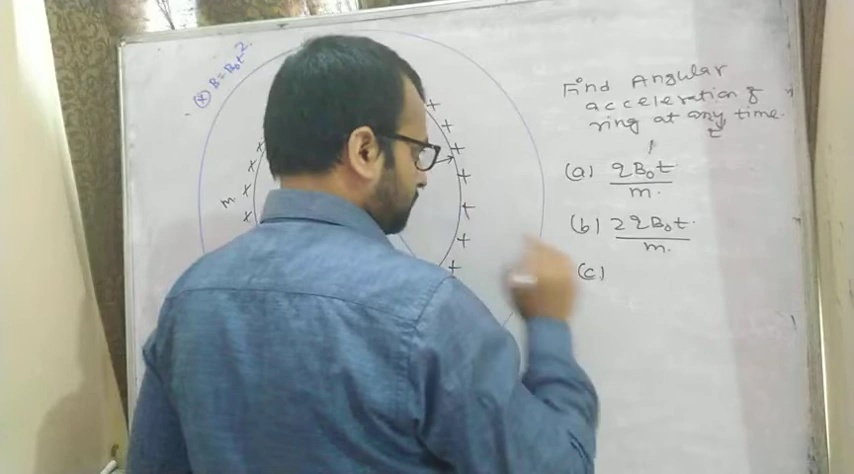 B = B₀t²
m
Find Angular
acceleration of
ring at any time.
t
(a) qB₀t
m.
(b) 2qB₀t.
m.
(c)